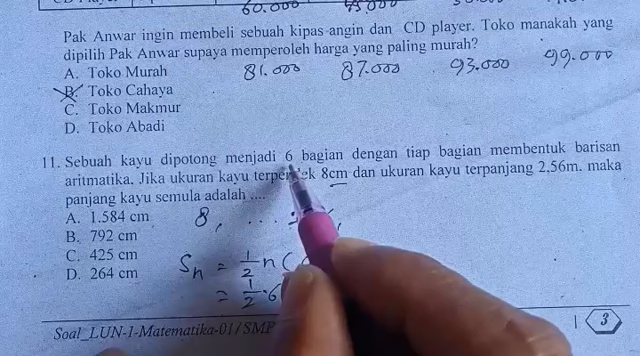 60.000 45.000
Pak Anwar ingin membeli sebuah kipas angin dan CD player. Toko manakah yang
dipilih Pak Anwar supaya memperoleh harga yang paling murah?
A. Toko Murah 81.000 87.000 93.000 99.000
B. Toko Cahaya
C. Toko Makmur
D. Toko Abadi
11. Sebuah kayu dipotong menjadi 6 bagian dengan tiap bagian membentuk barisan
aritmatika. Jika ukuran kayu 8cm dan ukuran kayu terpanjang 2,56m. maka
panjang kayu semula adalah ....
A. 1.584 cm 8, ...
B. 792 cm
C. 425 cm Sn = 1/2 n (
D. 264 cm = 1/2 . 6
Soal_LUN-1-Matematika-01/SMP 3